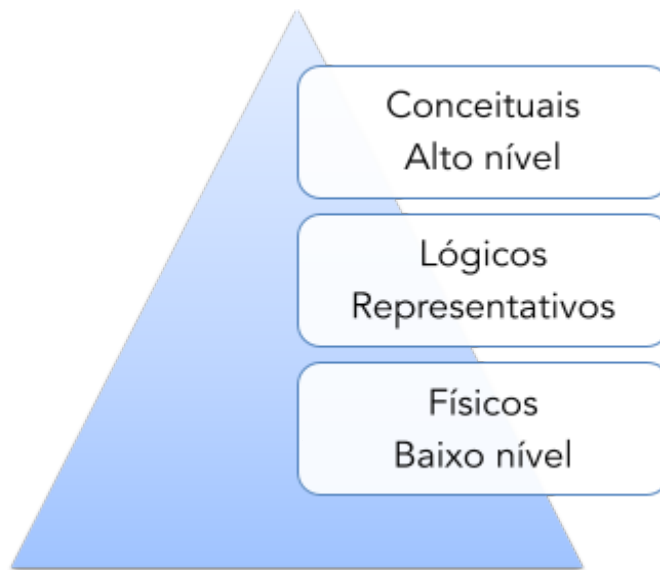 Conceituais
Alto nível
Lógicos
Representativos
Físicos
Baixo nível